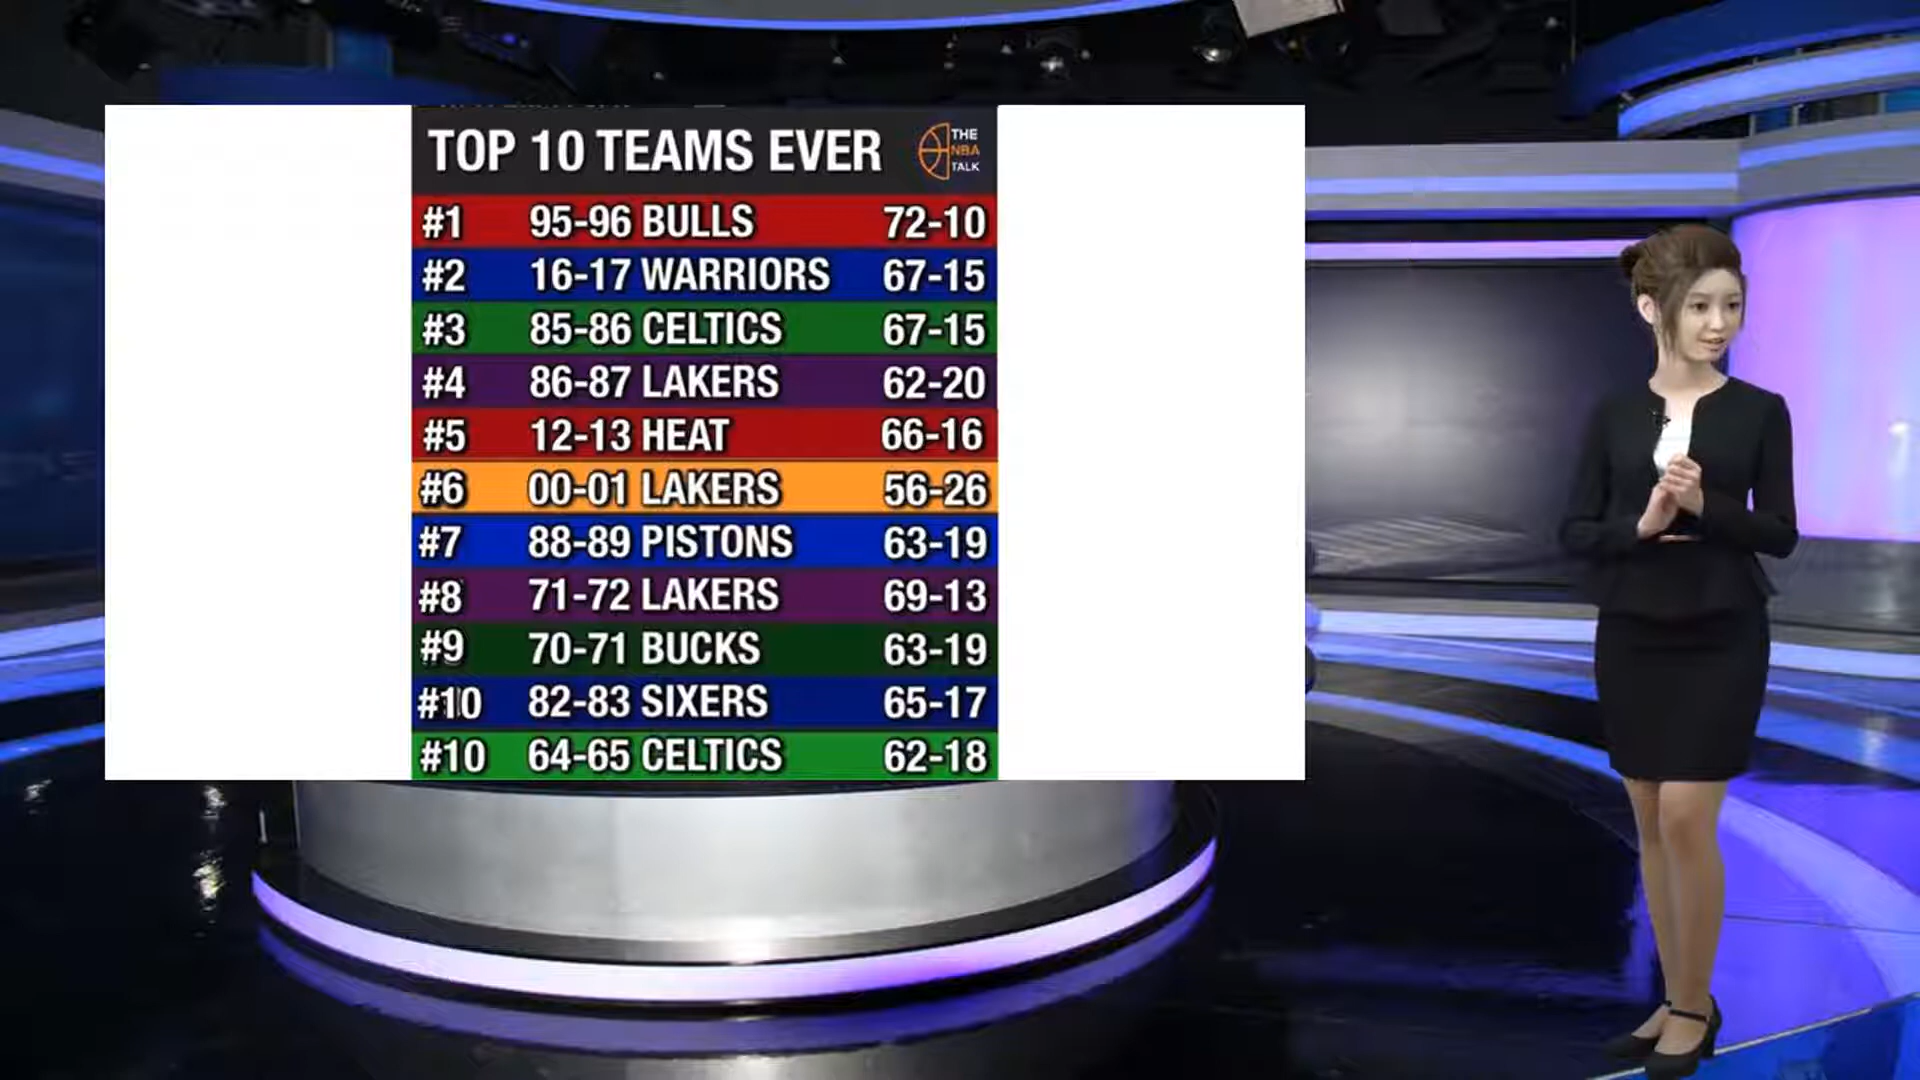 TOP 10 TEAMS EVER
THE
NBA
TALK
#1 95-96 BULLS 72-10
#2 16-17 WARRIORS 67-15
#3 85-86 CELTICS 67-15
#4 86-87 LAKERS 62-20
#5 12-13 HEAT 66-16
#6 00-01 LAKERS 56-26
#7 88-89 PISTONS 63-19
#8 71-72 LAKERS 69-13
#9 70-71 BUCKS 63-19
#10 82-83 SIXERS 65-17
#10 64-65 CELTICS 62-18